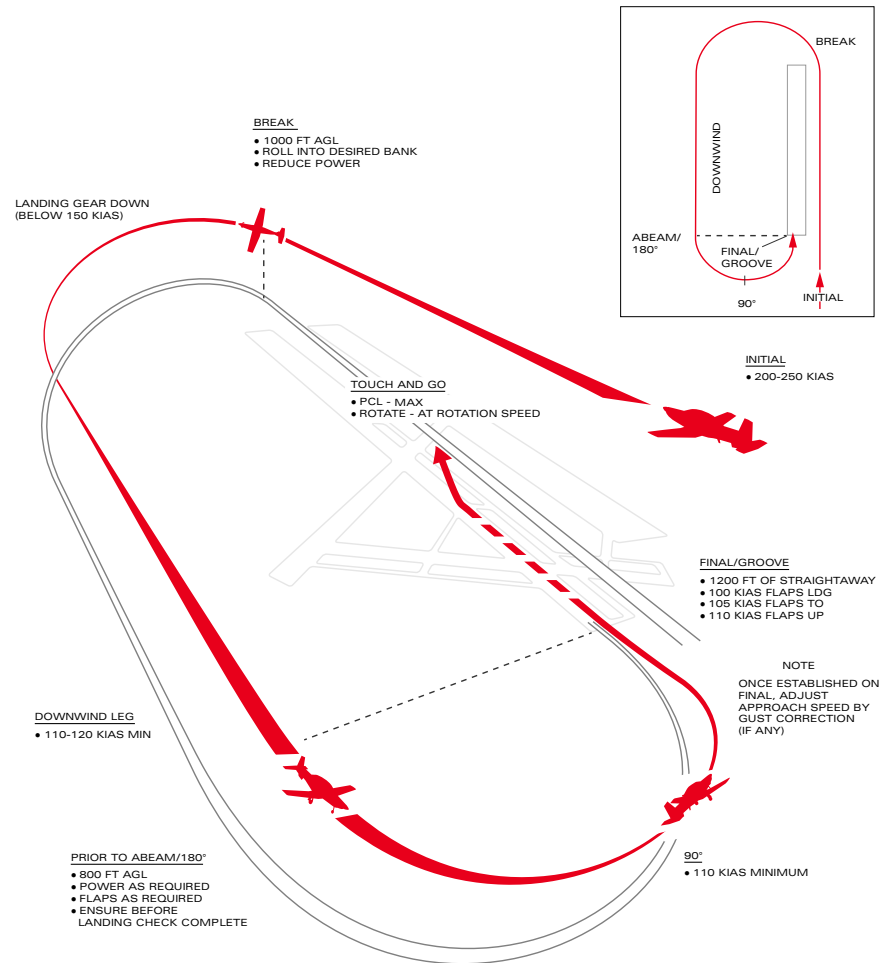 BREAK
• 1000 FT AGL
• ROLL INTO DESIRED BANK
• REDUCE POWER
LANDING GEAR DOWN
(BELOW 150 KIAS)
BREAK
DOWNWIND
ABEAM/
180°
FINAL/
GROOVE
90°
INITIAL
INITIAL
• 200-250 KIAS
TOUCH AND GO
• PCL - MAX
• ROTATE - AT ROTATION SPEED
FINAL/GROOVE
• 1200 FT OF STRAIGHTAWAY
• 100 KIAS FLAPS LDG
• 105 KIAS FLAPS TO
• 110 KIAS FLAPS UP
NOTE
ONCE ESTABLISHED ON
FINAL, ADJUST
APPROACH SPEED BY
GUST CORRECTION
(IF ANY)
DOWNWIND LEG
• 110-120 KIAS MIN
PRIOR TO ABEAM/180°
• 800 FT AGL
• POWER AS REQUIRED
• FLAPS AS REQUIRED
• ENSURE BEFORE
LANDING CHECK COMPLETE
90°
• 110 KIAS MINIMUM